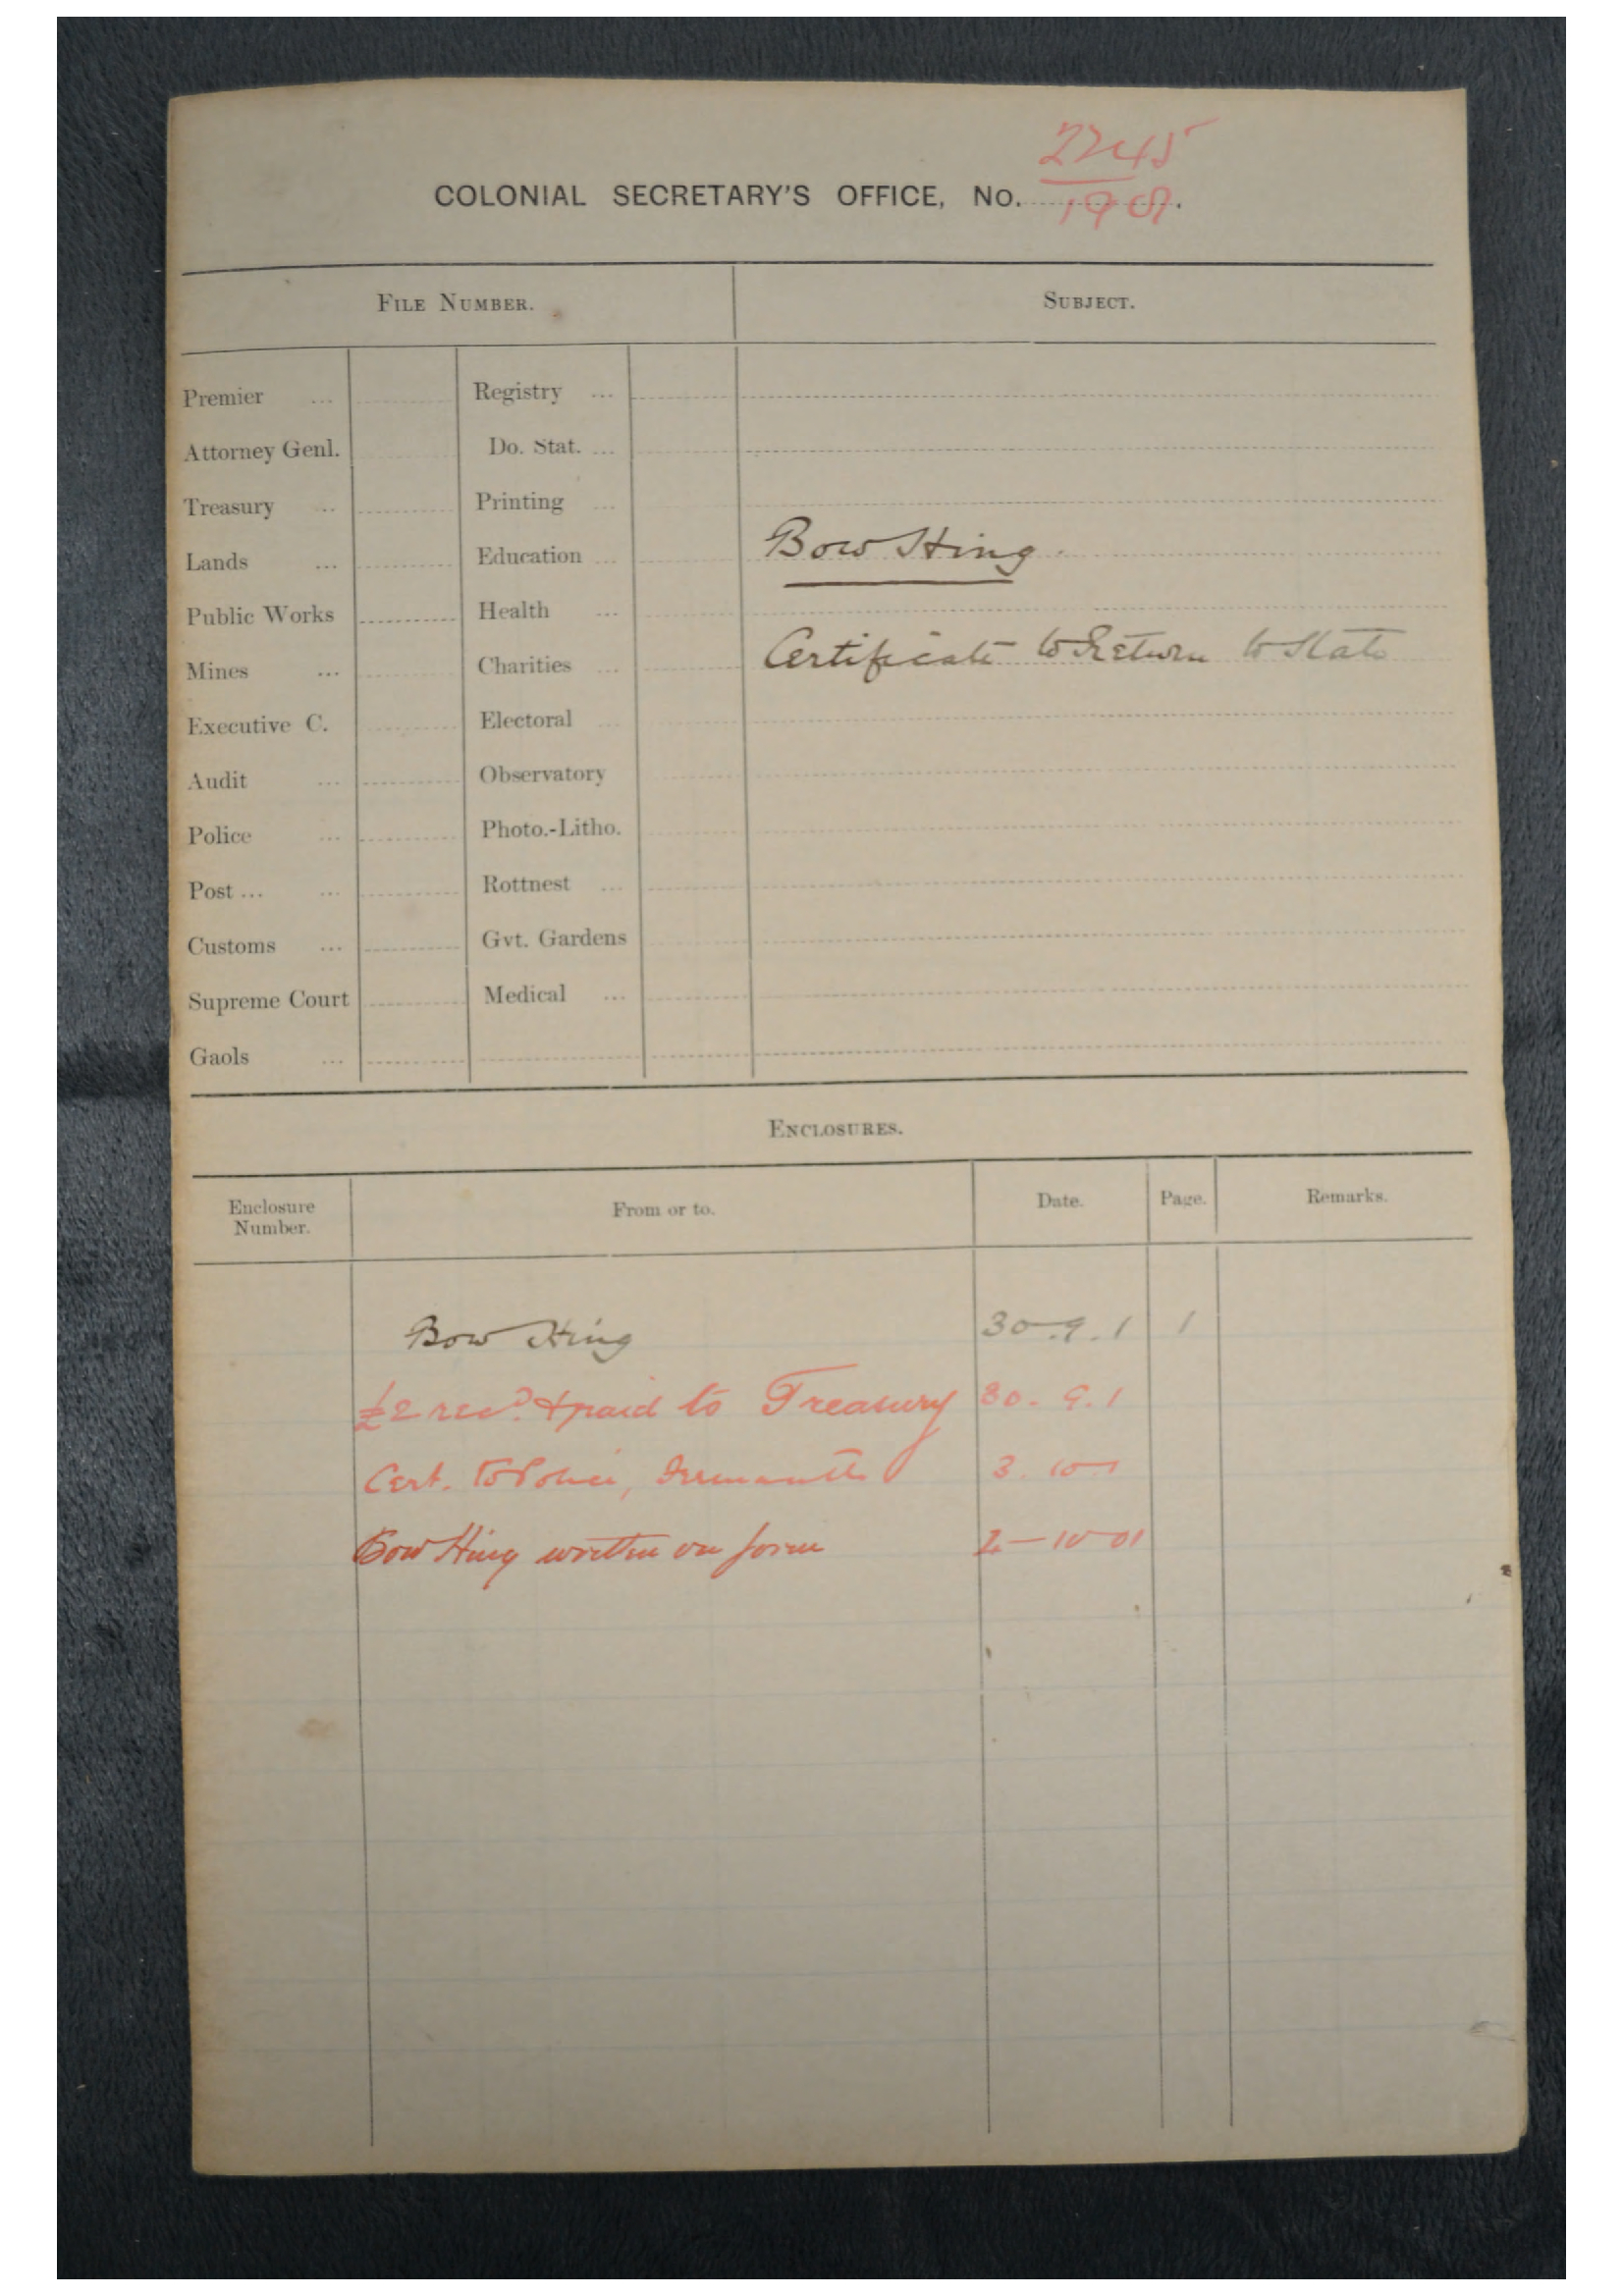 2245
COLONIAL SECRETARY'S OFFICE, No. 1901.
FILE NUMBER. SUBJECT.
Premier ... Registry ...
Attorney Genl. Do. Stat. ...
Treasury ... Printing ...
Lands ... Education ... Bow Hing
Public Works Health ...
Mines ... Charities ... Certificate to Return to State
Executive C. Electoral ...
Audit ... Observatory
Police ... Photo.-Litho.
Post ... ... Rottnest ...
Customs ... Gvt. Gardens
Supreme Court Medical ...
Gaols ...
ENCLOSURES.
Enclosure Number. From or to. Date. Page. Remarks.
Bow Hing 30.9.1 1
£2 recd. & paid to Treasury 30.9.1
Cert. to Police, Fremantle 3.10.1
Bow Hing written on form -10-01